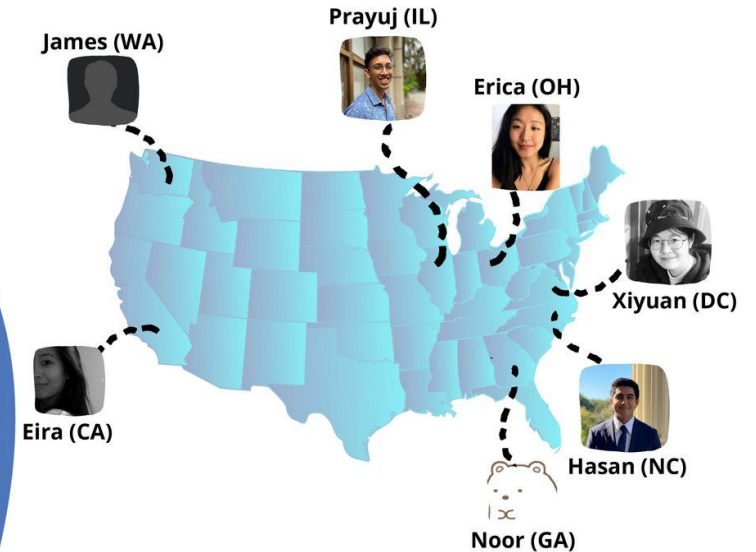 Prayuj (IL)
James (WA)
Erica (OH)
Xiyuan (DC)
Eira (CA)
Hasan (NC)
Noor (GA)